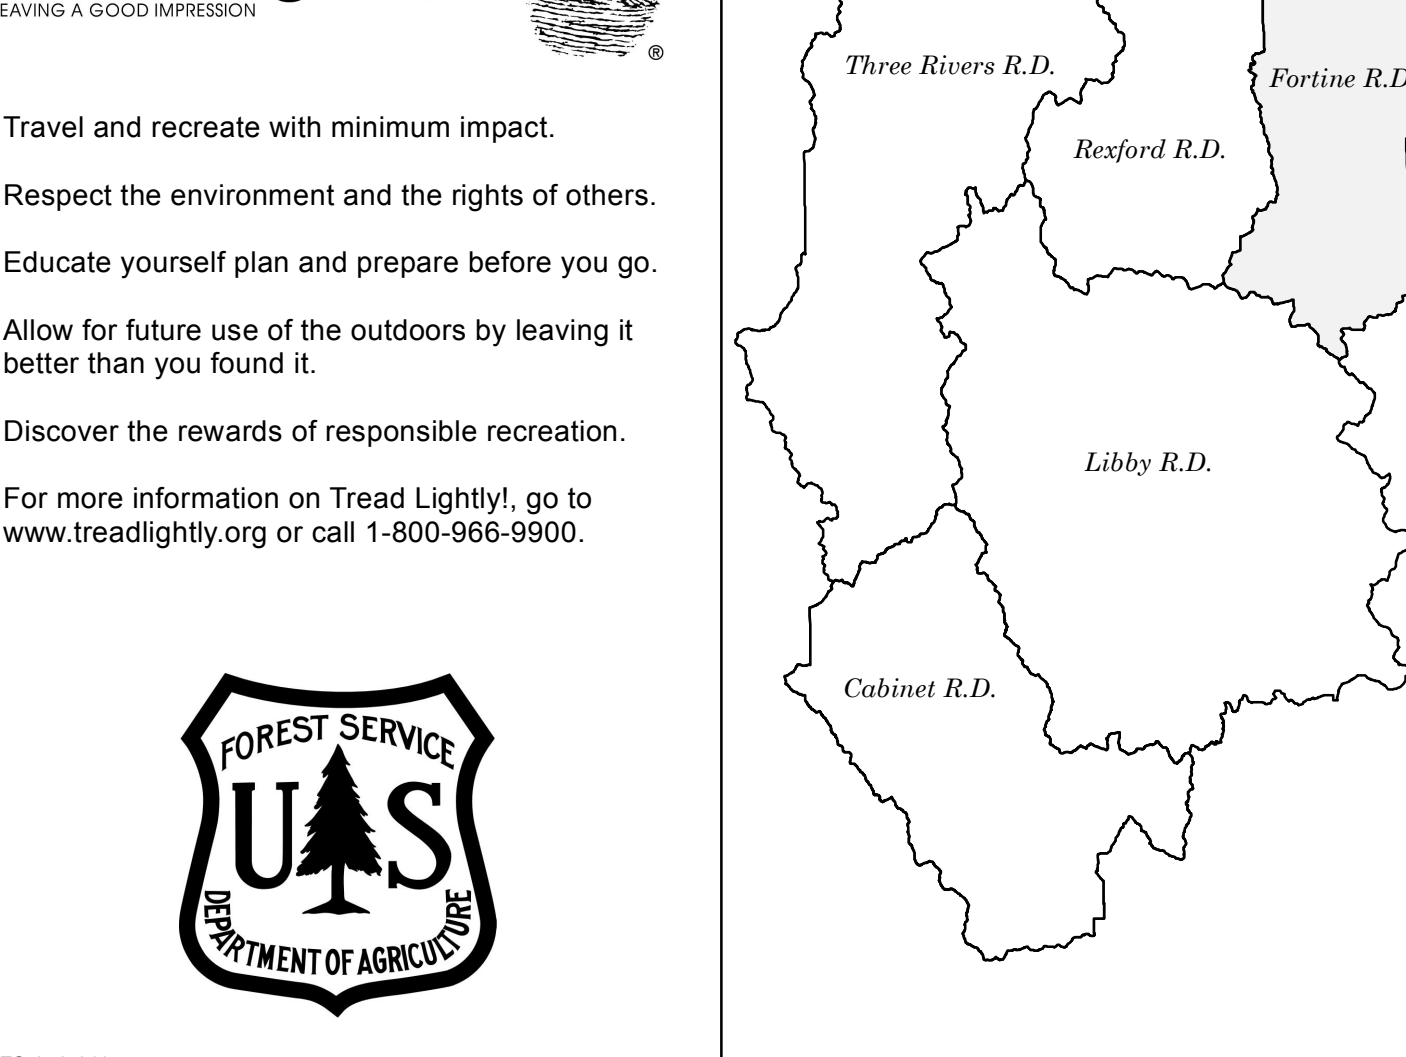 EAVING A GOOD IMPRESSION
®
Travel and recreate with minimum impact.
Respect the environment and the rights of others.
Educate yourself plan and prepare before you go.
Allow for future use of the outdoors by leaving it
better than you found it.
Discover the rewards of responsible recreation.
For more information on Tread Lightly!, go to
www.treadlightly.org or call 1-800-966-9900.
FOREST SERVICE
U S
DEPARTMENT OF AGRICULTURE
Three Rivers R.D.
Fortine R.D
Rexford R.D.
Libby R.D.
Cabinet R.D.